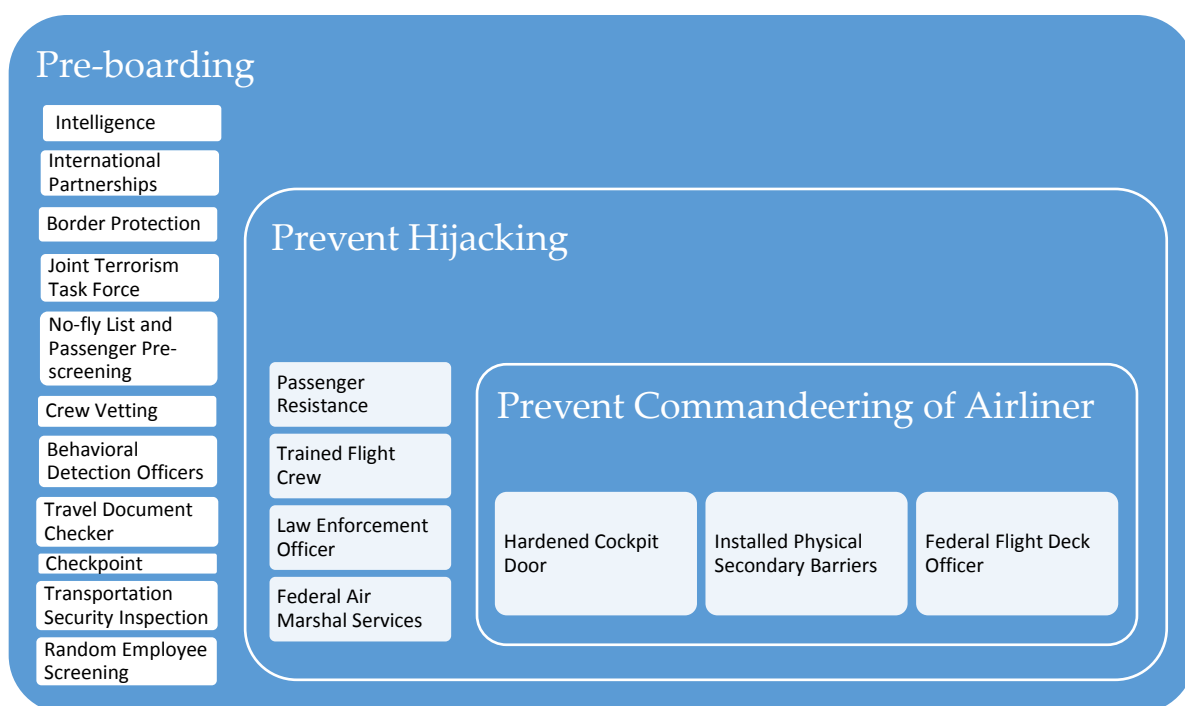 Pre-boarding
Intelligence
International
Partnerships
Border Protection
Joint Terrorism
Task Force
No-fly List and
Passenger Pre-
screening
Crew Vetting
Behavioral
Detection Officers
Travel Document
Checker
Checkpoint
Transportation
Security Inspection
Random Employee
Screening
Prevent Hijacking
Passenger
Resistance
Trained Flight
Crew
Law Enforcement
Officer
Federal Air
Marshal Services
Prevent Commandeering of Airliner
Hardened Cockpit
Door
Installed Physical
Secondary Barriers
Federal Flight Deck
Officer